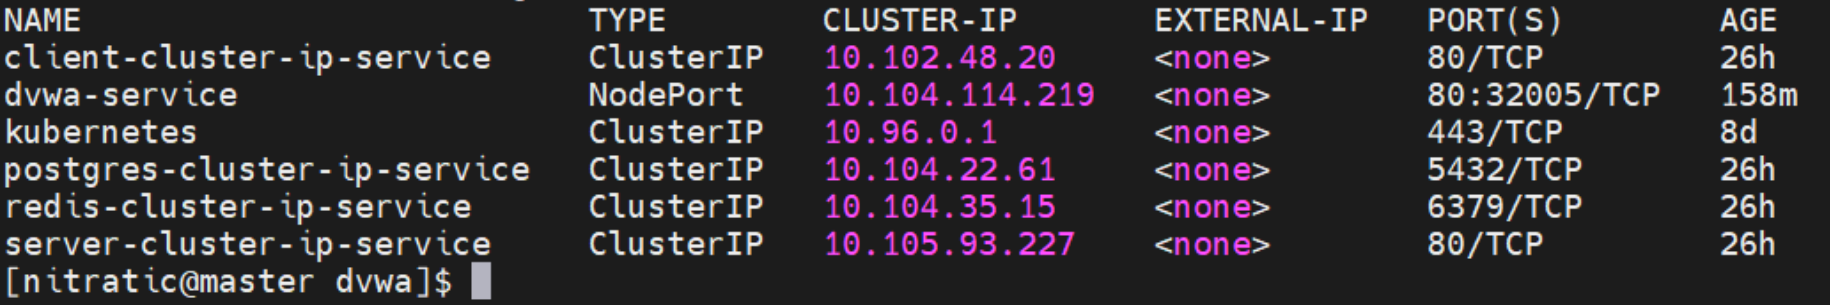 NAME TYPE CLUSTER-IP EXTERNAL-IP PORT(S) AGE
client-cluster-ip-service ClusterIP 10.102.48.20 <none> 80/TCP 26h
dvwa-service NodePort 10.104.114.219 <none> 80:32005/TCP 158m
kubernetes ClusterIP 10.96.0.1 <none> 443/TCP 8d
postgres-cluster-ip-service ClusterIP 10.104.22.61 <none> 5432/TCP 26h
redis-cluster-ip-service ClusterIP 10.104.35.15 <none> 6379/TCP 26h
server-cluster-ip-service ClusterIP 10.105.93.227 <none> 80/TCP 26h
[nitratic@master dvwa]$